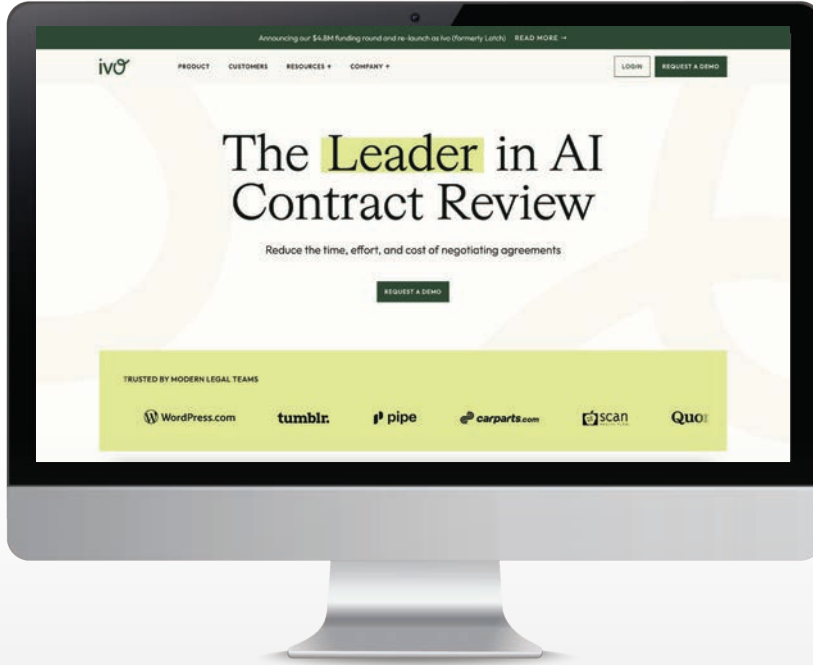 Announcing our $4.8M funding round and re-launch as Ivo (formerly Latch) READ MORE →
ivo PRODUCT CUSTOMERS RESOURCES + COMPANY + LOGIN REQUEST A DEMO
The Leader in AI
Contract Review
Reduce the time, effort, and cost of negotiating agreements
REQUEST A DEMO
TRUSTED BY MODERN LEGAL TEAMS
WordPress.com tumblr. pipe carparts.com scan Quo